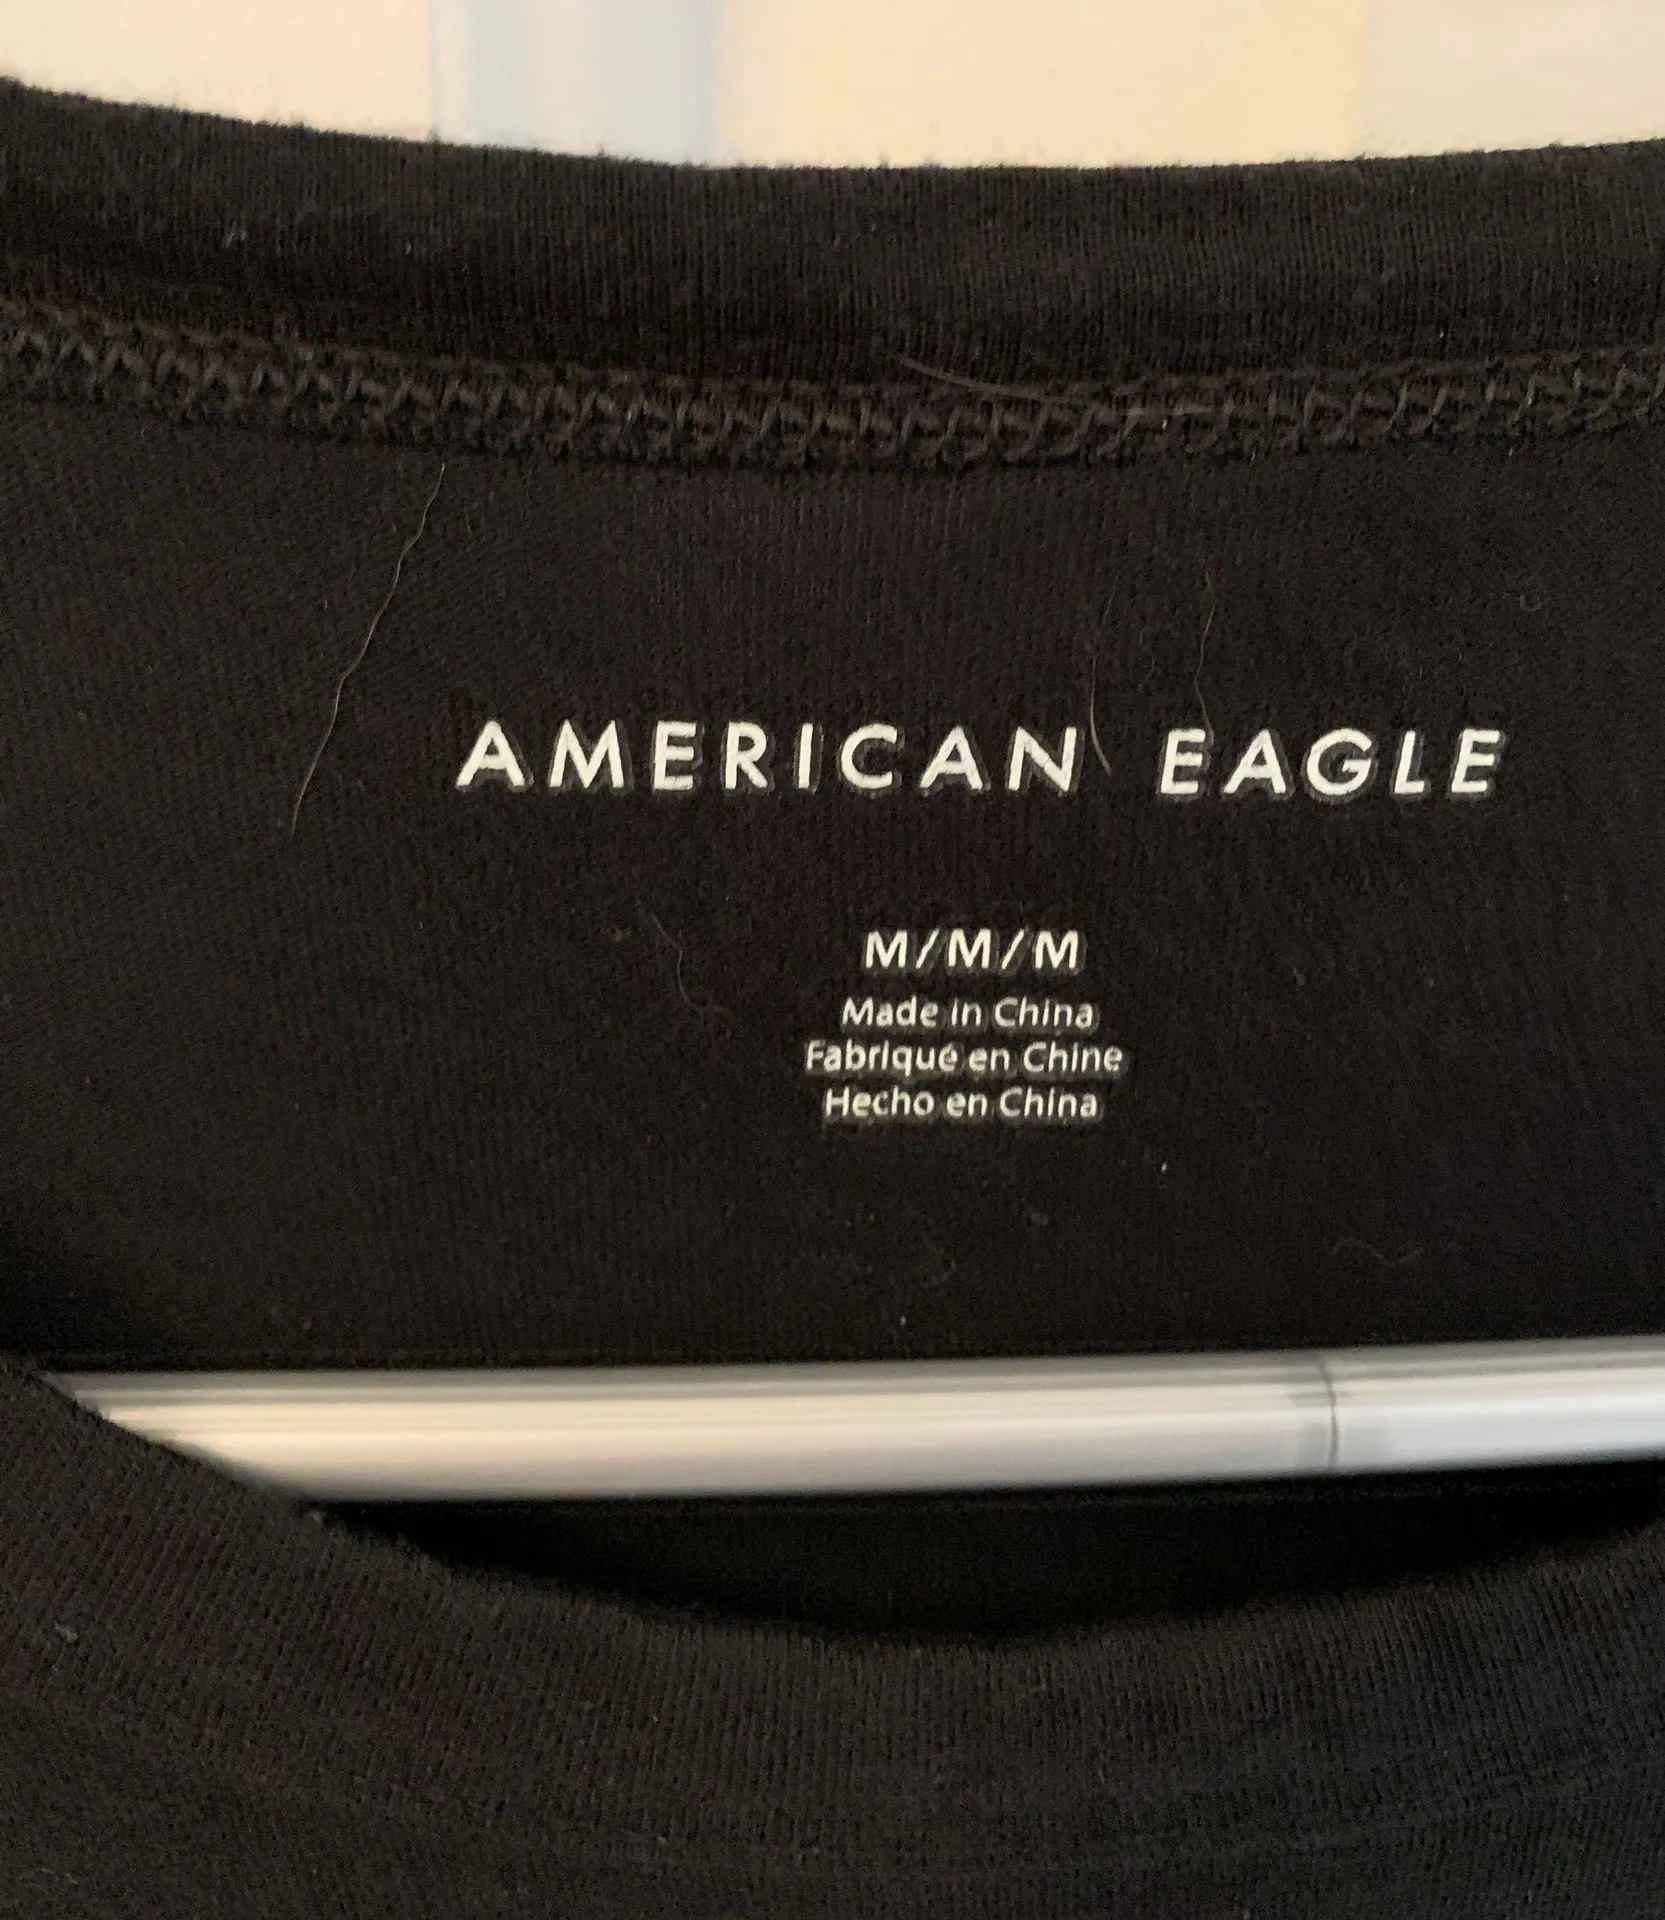 AMERICAN EAGLE
M/M/M
Made in China
Fabriqué en Chine
Hecho en China